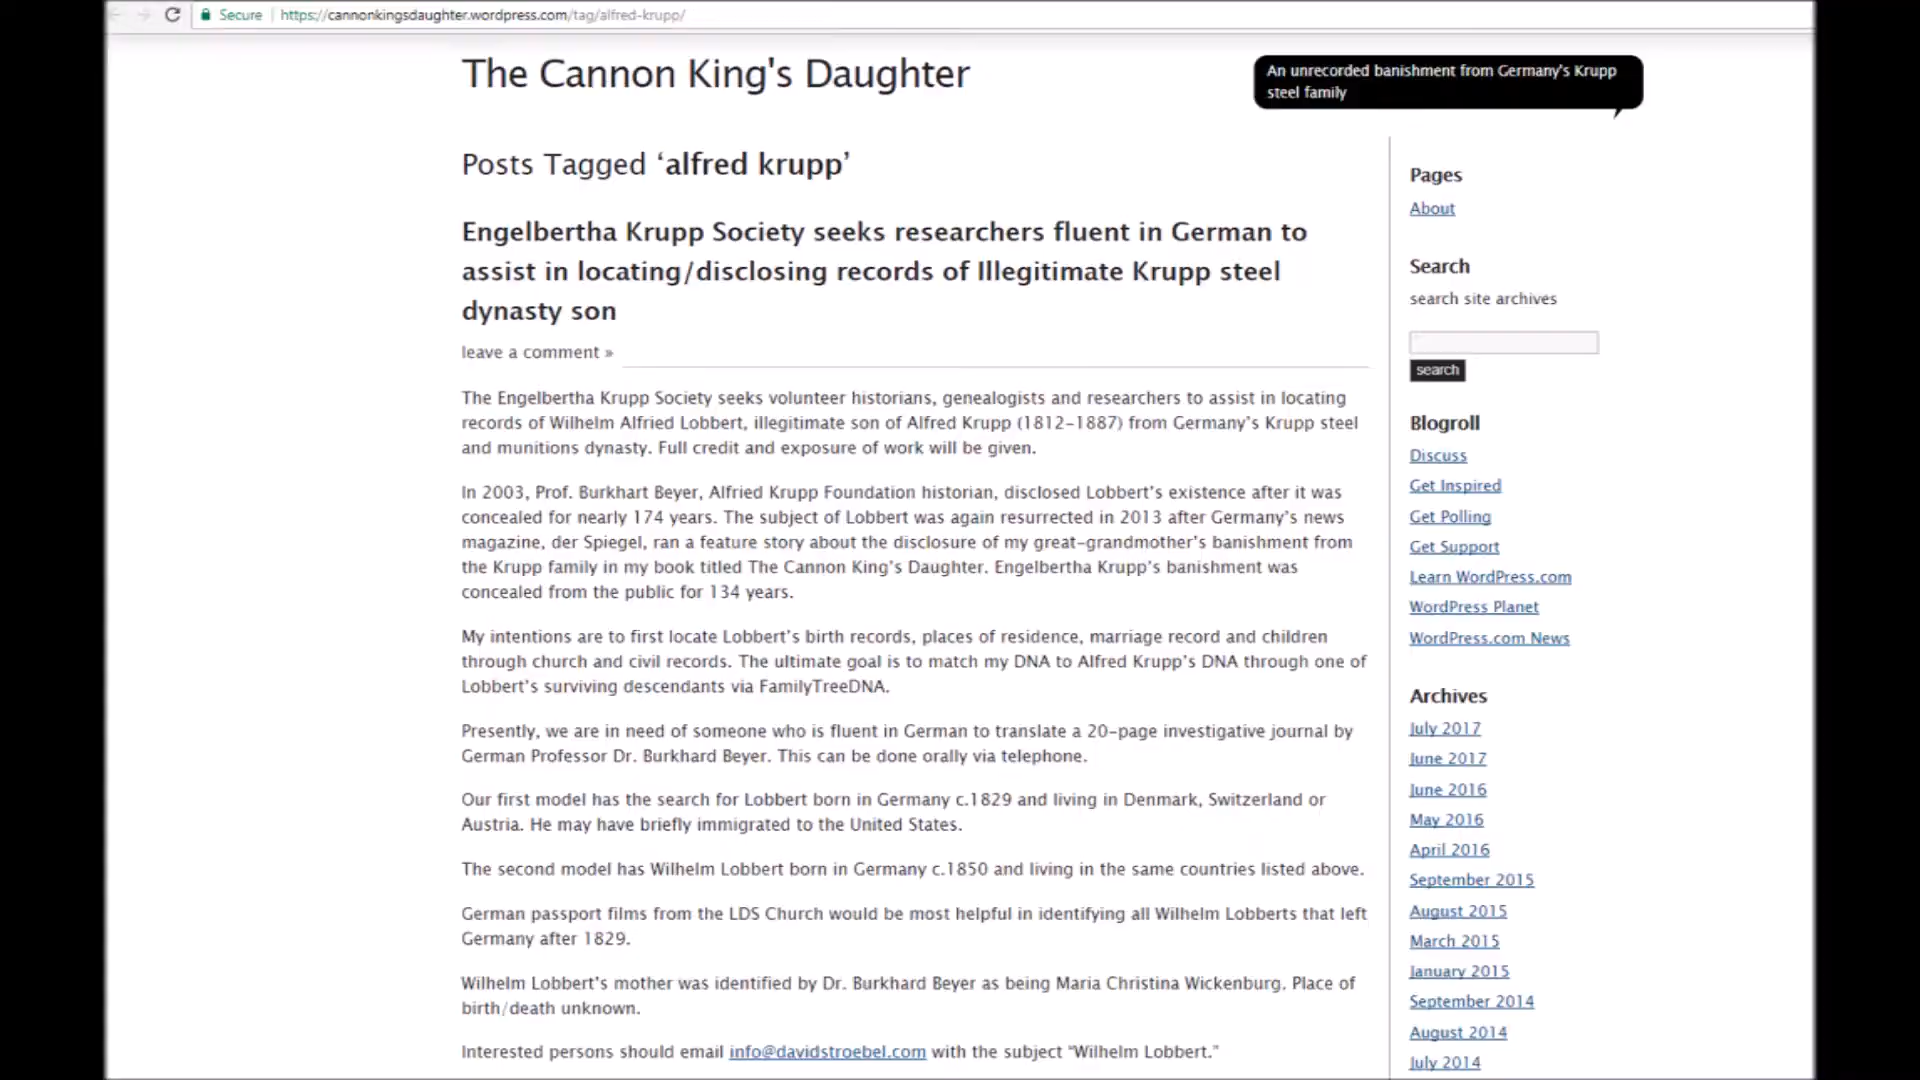 Secure
https://cannonkingsdaughter.wordpress.com/tag/alfred-krupp/
The Cannon King's Daughter
An unrecorded banishment from Germany's Krupp
steel family
Posts Tagged ‘alfred krupp’
Engelbertha Krupp Society seeks researchers fluent in German to
assist in locating/disclosing records of Illegitimate Krupp steel
dynasty son
leave a comment »
The Engelbertha Krupp Society seeks volunteer historians, genealogists and researchers to assist in locating
records of Wilhelm Alfried Lobbert, illegitimate son of Alfred Krupp (1812-1887) from Germany’s Krupp steel
and munitions dynasty. Full credit and exposure of work will be given.
In 2003, Prof. Burkhart Beyer, Alfried Krupp Foundation historian, disclosed Lobbert’s existence after it was
concealed for nearly 174 years. The subject of Lobbert was again resurrected in 2013 after Germany’s news
magazine, der Spiegel, ran a feature story about the disclosure of my great-grandmother’s banishment from
the Krupp family in my book titled The Cannon King’s Daughter. Engelbertha Krupp’s banishment was
concealed from the public for 134 years.
My intentions are to first locate Lobbert’s birth records, places of residence, marriage record and children
through church and civil records. The ultimate goal is to match my DNA to Alfred Krupp’s DNA through one of
Lobbert’s surviving descendants via FamilyTreeDNA.
Presently, we are in need of someone who is fluent in German to translate a 20-page investigative journal by
German Professor Dr. Burkhard Beyer. This can be done orally via telephone.
Our first model has the search for Lobbert born in Germany c.1829 and living in Denmark, Switzerland or
Austria. He may have briefly immigrated to the United States.
The second model has Wilhelm Lobbert born in Germany c.1850 and living in the same countries listed above.
German passport films from the LDS Church would be most helpful in identifying all Wilhelm Lobberts that left
Germany after 1829.
Wilhelm Lobbert’s mother was identified by Dr. Burkhard Beyer as being Maria Christina Wickenburg. Place of
birth/death unknown.
Interested persons should email info@davidstroebel.com with the subject “Wilhelm Lobbert.”
Pages
About
Search
search site archives
search
Blogroll
Discuss
Get Inspired
Get Polling
Get Support
Learn WordPress.com
WordPress Planet
WordPress.com News
Archives
July 2017
June 2017
June 2016
May 2016
April 2016
September 2015
August 2015
March 2015
January 2015
September 2014
August 2014
July 2014